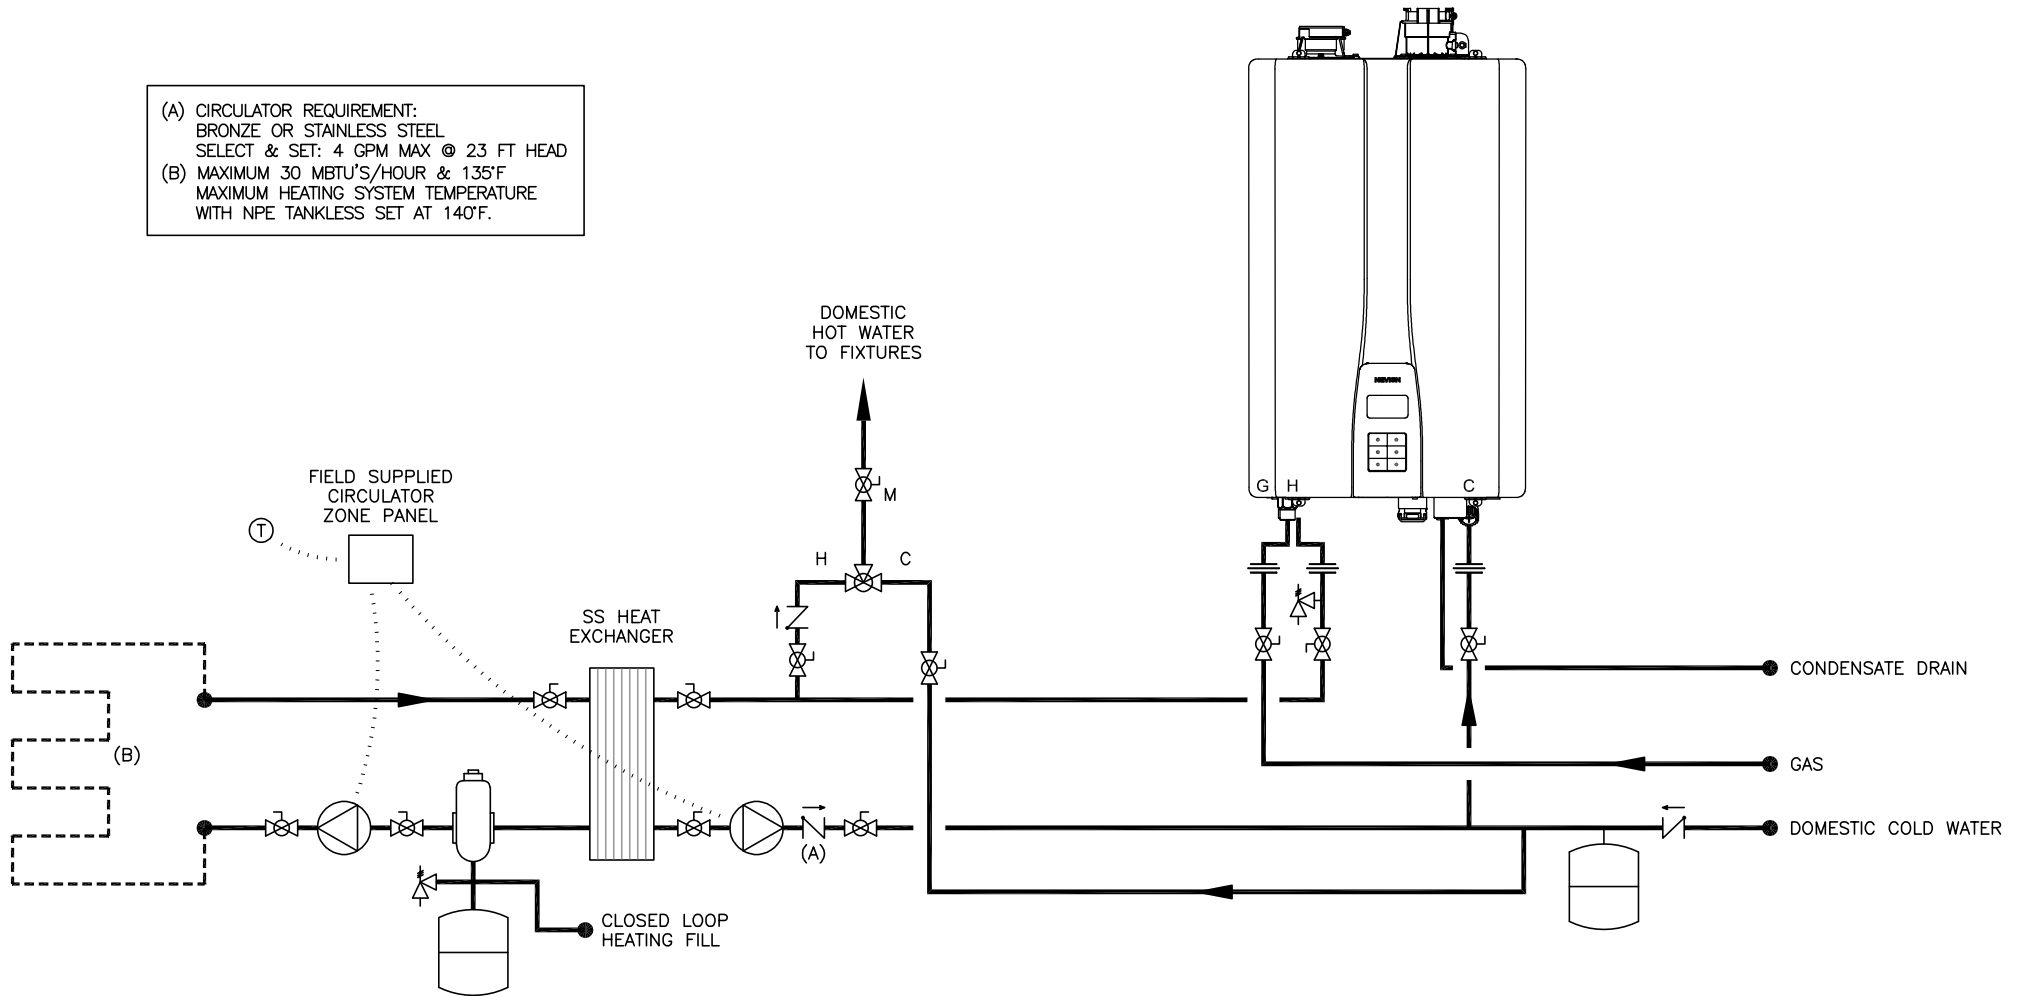 (A) CIRCULATOR REQUIREMENT:
BRONZE OR STAINLESS STEEL
SELECT & SET: 4 GPM MAX @ 23 FT HEAD
(B) MAXIMUM 30 MBTU'S/HOUR & 135°F
MAXIMUM HEATING SYSTEM TEMPERATURE
WITH NPE TANKLESS SET AT 140°F.
DOMESTIC
HOT WATER
TO FIXTURES
M
H
C
FIELD SUPPLIED
CIRCULATOR
ZONE PANEL
T
SS HEAT
EXCHANGER
(B)
(A)
CLOSED LOOP
HEATING FILL
G
H
C
CONDENSATE DRAIN
GAS
DOMESTIC COLD WATER